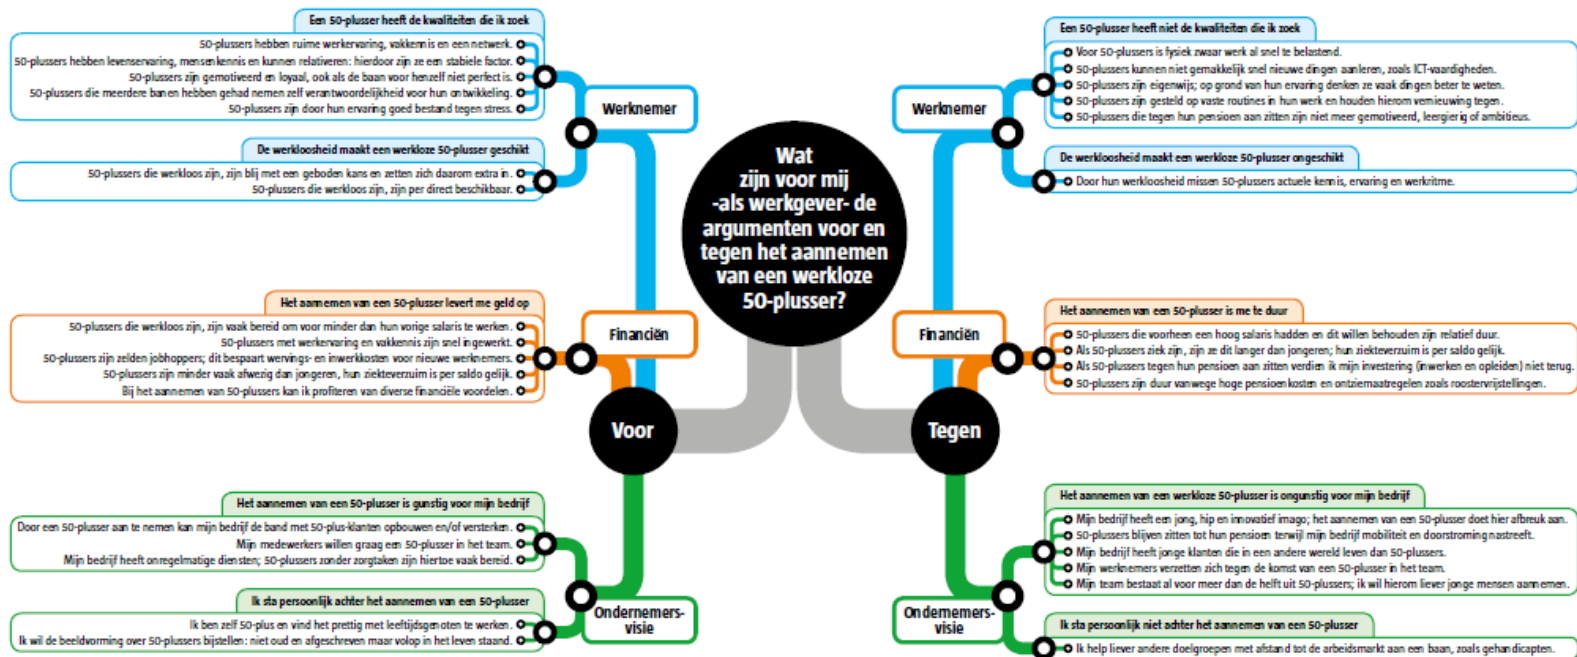 Wat
zijn voor mij
-als werkgever- de
argumenten voor en
tegen het aannemen
van een werkloze
50-plusser?
Voor
Werknemer
Een 50-plusser heeft de kwaliteiten die ik zoek
50-plussers hebben ruime werkervaring, vakkennis en een netwerk.
50-plussers hebben levenservaring, mensenkennis en kunnen relativeren: hierdoor zijn ze een stabiele factor.
50-plussers zijn gemotiveerd en loyaal, ook als de baan voor henzelf niet perfect is.
50-plussers die meerdere banen hebben gehad nemen zelf verantwoordelijkheid voor hun ontwikkeling.
50-plussers zijn door hun ervaring goed bestand tegen stress.
De werkloosheid maakt een werkloze 50-plusser geschikt
50-plussers die werkloos zijn, zijn blij met een geboden kans en zetten zich daarom extra in.
50-plussers die werkloos zijn, zijn per direct beschikbaar.
Financiën
Het aannemen van een 50-plusser levert me geld op
50-plussers die werkloos zijn, zijn vaak bereid om voor minder dan hun vorige salaris te werken.
50-plussers met werkervaring en vakkennis zijn snel ingewerkt.
50-plussers zijn zelden jobhoppers; dit bespaart wervings- en inwerkkosten voor nieuwe werknemers.
50-plussers zijn minder vaak afwezig dan jongeren, hun ziekteverzuim is per saldo gelijk.
Bij het aannemen van 50-plussers kan ik profiteren van diverse financiële voordelen.
Ondernemers-
visie
Het aannemen van een 50-plusser is gunstig voor mijn bedrijf
Door een 50-plusser aan te nemen kan mijn bedrijf de band met 50-plus-klanten opbouwen en/of versterken.
Mijn medewerkers willen graag een 50-plusser in het team.
Mijn bedrijf heeft onregelmatige diensten; 50-plussers zonder zorgtaken zijn hiertoe vaak bereid.
Ik sta persoonlijk achter het aannemen van een 50-plusser
Ik ben zelf 50-plus en vind het prettig met leeftijdsgenoten te werken.
Ik wil de beeldvorming over 50-plussers bijstellen: niet oud en afgeschreven maar volop in het leven staand.
Tegen
Werknemer
Een 50-plusser heeft niet de kwaliteiten die ik zoek
Voor 50-plussers is fysiek zwaar werk al snel te belastend.
50-plussers kunnen niet gemakkelijk snel nieuwe dingen aanleren, zoals ICT-vaardigheden.
50-plussers zijn eigenwijs; op grond van hun ervaring denken ze vaak dingen beter te weten.
50-plussers zijn gesteld op vaste routines in hun werk en houden hierom vernieuwing tegen.
50-plussers die tegen hun pensioen aan zitten zijn niet meer gemotiveerd, leergierig of ambitieus.
De werkloosheid maakt een werkloze 50-plusser ongeschikt
Door hun werkloosheid missen 50-plussers actuele kennis, ervaring en werkritme.
Financiën
Het aannemen van een 50-plusser is me te duur
50-plussers die voorheen een hoog salaris hadden en dit willen behouden zijn relatief duur.
Als 50-plussers ziek zijn, zijn ze dit langer dan jongeren; hun ziekteverzuim is per saldo gelijk.
Als 50-plussers tegen hun pensioen aan zitten verdien ik mijn investering (inwerken en opleiden) niet terug.
50-plussers zijn duur vanwege hoge pensioenkosten en ontziemaatregelen zoals roostervrijstellingen.
Ondernemers-
visie
Het aannemen van een werkloze 50-plusser is ongunstig voor mijn bedrijf
Mijn bedrijf heeft een jong, hip en innovatief imago; het aannemen van een 50-plusser doet hier afbreuk aan.
50-plussers blijven zitten tot hun pensioen terwijl mijn bedrijf mobiliteit en doorstroming nastreeft.
Mijn bedrijf heeft jonge klanten die in een andere wereld leven dan 50-plussers.
Mijn werknemers verzetten zich tegen de komst van een 50-plusser in het team.
Mijn team bestaat al voor meer dan de helft uit 50-plussers; ik wil hierom liever jonge mensen aannemen.
Ik sta persoonlijk niet achter het aannemen van een 50-plusser
Ik help liever andere doelgroepen met afstand tot de arbeidsmarkt aan een baan, zoals gehandicapten.